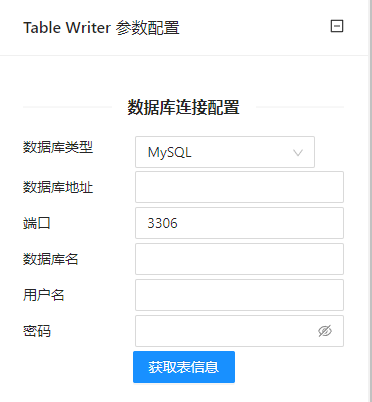 Table Writer 参数配置
数据库连接配置
数据库类型 MySQL
数据库地址
端口 3306
数据库名
用户名
密码
获取表信息